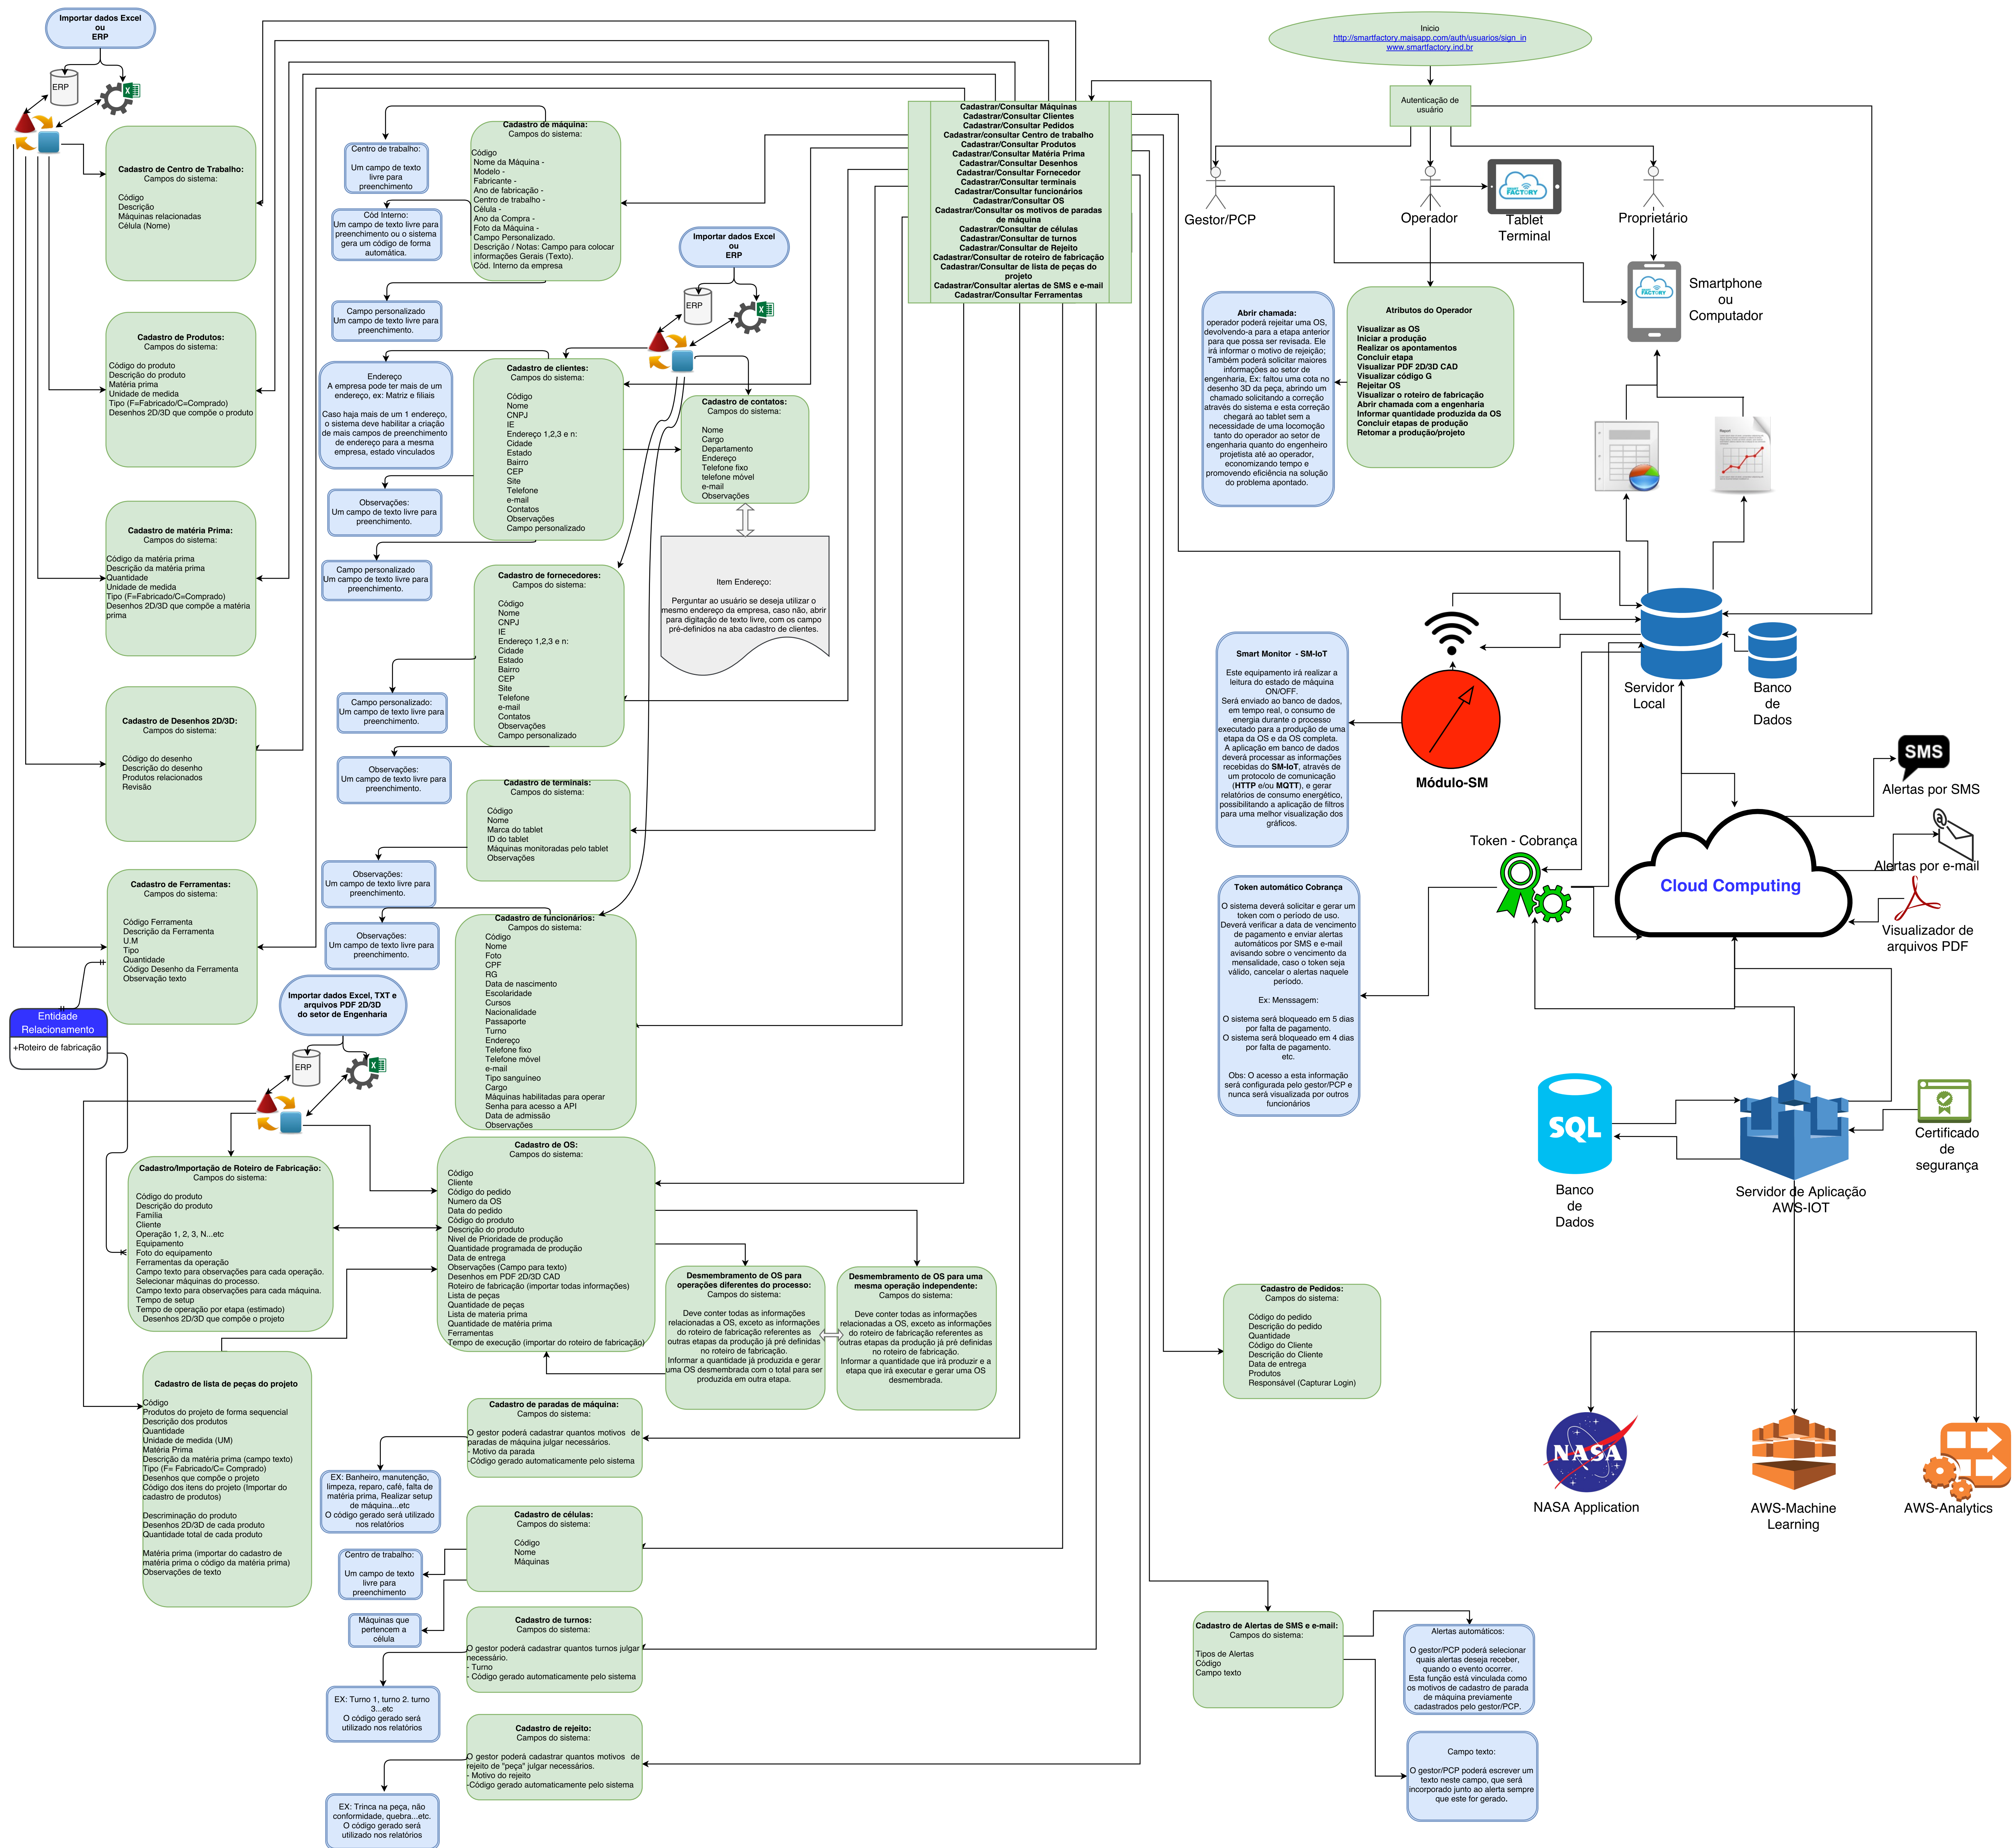 Importar dados Excel
ou
ERP
ERP
Cadastro de Centro de Trabalho:
Campos do sistema:
Código
Descrição
Máquinas relacionadas
Célula (Nome)
Cadastro de Produtos:
Campos do sistema:
Código do produto
Descrição do produto
Matéria prima
Unidade de medida
Tipo (F=Fabricado/C=Comprado)
Desenhos 2D/3D que compõe o produto
Cadastro de matéria Prima:
Campos do sistema:
Código da matéria prima
Descrição da matéria prima
Quantidade
Unidade de medida
Tipo (F=Fabricado/C=Comprado)
Desenhos 2D/3D que compõe a matéria
prima
Cadastro de Desenhos 2D/3D:
Campos do sistema:
Código do desenho
Descrição do desenho
Produtos relacionados
Revisão
Cadastro de Ferramentas:
Campos do sistema:
Código Ferramenta
Descrição da Ferramenta
U.M
Tipo
Quantidade
Código Desenho da Ferramenta
Observação texto
Entidade
Relacionamento
+Roteiro de fabricação
Importar dados Excel, TXT e
arquivos PDF 2D/3D
do setor de Engenharia
ERP
Cadastro/Importação de Roteiro de Fabricação:
Campos do sistema:
Código do produto
Descrição do produto
Família
Cliente
Operação 1, 2, 3, N...etc
Equipamento
Foto do equipamento
Ferramentas da operação
Campo texto para observações para cada operação.
Selecionar máquinas do processo.
Campo texto para observações para cada máquina.
Tempo de setup
Tempo de operação por etapa (estimado)
Desenhos 2D/3D que compõe o projeto
Cadastro de lista de peças do projeto
Código
Produtos do projeto de forma sequencial
Descrição dos produtos
Quantidade
Unidade de medida (UM)
Matéria Prima
Descrição da matéria prima (campo texto)
Tipo (F= Fabricado/C= Comprado)
Desenhos que compõe o projeto
Código dos itens do projeto (Importar do
cadastro de produtos)
Descriminação do produto
Desenhos 2D/3D de cada produto
Quantidade total de cada produto
Matéria prima (importar do cadastro de
matéria prima o código da matéria prima)
Observações de texto
Centro de trabalho:
Um campo de texto
livre para
preenchimento
Cód Interno:
Um campo de texto livre para
preenchimento ou o sistema
gera um código de forma
automática.
Campo personalizado
Um campo de texto livre para
preenchimento.
Cadastro de máquina:
Campos do sistema:
Código
Nome da Máquina -
Modelo -
Fabricante -
Ano de fabricação -
Centro de trabalho -
Célula -
Ano da Compra -
Foto da Máquina -
Campo Personalizado.
Descrição / Notas: Campo para colocar
informações Gerais (Texto).
Cód. Interno da empresa
Importar dados Excel
ou
ERP
ERP
Endereço
A empresa pode ter mais de um
endereço, ex: Matriz e filiais
Caso haja mais de um 1 endereço,
o sistema deve habilitar a criação
de mais campos de preenchimento
de endereço para a mesma
empresa, estado vinculados
Observações:
Um campo de texto livre para
preenchimento.
Campo personalizado
Um campo de texto livre para
preenchimento.
Cadastro de clientes:
Campos do sistema:
Código
Nome
CNPJ
IE
Endereço 1,2,3 e n:
Cidade
Estado
Bairro
CEP
Site
Telefone
e-mail
Contatos
Observações
Campo personalizado
Cadastro de contatos:
Campos do sistema:
Nome
Cargo
Departamento
Endereço
Telefone fixo
telefone móvel
e-mail
Observações
Item Endereço:
Perguntar ao usuário se deseja utilizar o
mesmo endereço da empresa, caso não, abrir
para digitação de texto livre, com os campo
pré-definidos na aba cadastro de clientes.
Cadastro de fornecedores:
Campos do sistema:
Código
Nome
CNPJ
IE
Endereço 1,2,3 e n:
Cidade
Estado
Bairro
CEP
Site
Telefone
e-mail
Contatos
Observações
Campo personalizado
Campo personalizado:
Um campo de texto livre para
preenchimento.
Observações:
Um campo de texto livre para
preenchimento.
Cadastro de terminais:
Campos do sistema:
Código
Nome
Marca do tablet
ID do tablet
Máquinas monitoradas pelo tablet
Observações
Observações:
Um campo de texto livre para
preenchimento.
Observações:
Um campo de texto livre para
preenchimento.
Cadastro de funcionários:
Campos do sistema:
Código
Nome
Foto
CPF
RG
Data de nascimento
Escolaridade
Cursos
Nacionalidade
Passaporte
Turno
Endereço
Telefone fixo
Telefone móvel
e-mail
Tipo sanguíneo
Cargo
Máquinas habilitadas para operar
Senha para acesso a API
Data de admissão
Observações
Cadastro de OS:
Campos do sistema:
Código
Cliente
Código do pedido
Numero da OS
Data do pedido
Código do produto
Descrição do produto
Nivel de Prioridade de produção
Quantidade programada de produção
Data de entrega
Observações (Campo para texto)
Desenhos em PDF 2D/3D CAD
Roteiro de fabricação (importar todas informações)
Lista de peças
Quantidade de peças
Lista de materia prima
Quantidade de matéria prima
Ferramentas
Tempo de execução (importar do roteiro de fabricação)
Desmembramento de OS para
operações diferentes do processo:
Campos do sistema:
Deve conter todas as informações
relacionadas a OS, exceto as informações
do roteiro de fabricação referentes as
outras etapas da produção já pré definidas
no roteiro de fabricação.
Informar a quantidade já produzida e gerar
uma OS desmembrada com o total para ser
produzida em outra etapa.
Desmembramento de OS para uma
mesma operação independente:
Campos do sistema:
Deve conter todas as informações
relacionadas a OS, exceto as informações
do roteiro de fabricação referentes as
outras etapas da produção já pré definidas
no roteiro de fabricação.
Informar a quantidade que irá produzir e a
etapa que irá executar e gerar uma OS
desmembrada.
Cadastro de paradas de máquina:
Campos do sistema:
O gestor poderá cadastrar quantos motivos de
paradas de máquina julgar necessários.
- Motivo da parada
-Código gerado automaticamente pelo sistema
EX: Banheiro, manutenção,
limpeza, reparo, café, falta de
matéria prima, Realizar setup
de máquina...etc
O código gerado será utilizado
nos relatórios
Cadastro de células:
Campos do sistema:
Código
Nome
Máquinas
Centro de trabalho:
Um campo de texto
livre para
preenchimento
Máquinas que
pertencem a
célula
Cadastro de turnos:
Campos do sistema:
O gestor poderá cadastrar quantos turnos julgar
necessário.
- Turno
- Código gerado automaticamente pelo sistema
EX: Turno 1, turno 2. turno
3...etc
O código gerado será
utilizado nos relatórios
Cadastro de rejeito:
Campos do sistema:
O gestor poderá cadastrar quantos motivos de
rejeito de "peça" julgar necessários.
- Motivo do rejeito
-Código gerado automaticamente pelo sistema
EX: Trinca na peça, não
conformidade, quebra...etc.
O código gerado será
utilizado nos relatórios
Cadastrar/Consultar Máquinas
Cadastrar/Consultar Clientes
Cadastrar/Consultar Pedidos
Cadastrar/consultar Centro de trabalho
Cadastrar/Consultar Produtos
Cadastrar/Consultar Matéria Prima
Cadastrar/Consultar Desenhos
Cadastrar/Consultar Fornecedor
Cadastrar/Consultar terminais
Cadastrar/Consultar funcionários
Cadastrar/Consultar OS
Cadastrar/Consultar os motivos de paradas
de máquina
Cadastrar/Consultar de células
Cadastrar/Consultar de turnos
Cadastrar/Consultar de Rejeito
Cadastrar/Consultar de roteiro de fabricação
Cadastrar/Consultar de lista de peças do
projeto
Cadastrar/Consultar alertas de SMS e e-mail
Cadastrar/Consultar Ferramentas
Inicio
http://smartfactory.maisapp.com/auth/usuarios/sign_in
www.smartfactory.ind.br
Autenticação de
usuário
Gestor/PCP
Operador
FACTORY
Tablet
Terminal
Proprietário
FACTORY
Smartphone
ou
Computador
Abrir chamada:
operador poderá rejeitar uma OS,
devolvendo-a para a etapa anterior
para que possa ser revisada. Ele
irá informar o motivo de rejeição;
Também poderá solicitar maiores
informações ao setor de
engenharia, Ex: faltou uma cota no
desenho 3D da peça, abrindo um
chamado solicitando a correção
através do sistema e esta correção
chegará ao tablet sem a
necessidade de uma locomoção
tanto do operador ao setor de
engenharia quanto do engenheiro
projetista até ao operador,
economizando tempo e
promovendo eficiência na solução
do problema apontado.
Atributos do Operador
Visualizar as OS
Iniciar a produção
Realizar os apontamentos
Concluir etapa
Visualizar PDF 2D/3D CAD
Visualizar código G
Rejeitar OS
Visualizar o roteiro de fabricação
Abrir chamada com a engenharia
Informar quantidade produzida da OS
Concluir etapas de produção
Retomar a produção/projeto
Report
Servidor
Local
Banco
de
Dados
Smart Monitor - SM-IoT
Este equipamento irá realizar a
leitura do estado de máquina
ON/OFF.
Será enviado ao banco de dados,
em tempo real, o consumo de
energia durante o processo
executado para a produção de uma
etapa da OS e da OS completa.
A aplicação em banco de dados
deverá processar as informações
recebidas do SM-IoT, através de
um protocolo de comunicação
(HTTP e/ou MQTT), e gerar
relatórios de consumo energético,
possibilitando a aplicação de filtros
para uma melhor visualização dos
gráficos.
Módulo-SM
SMS
Alertas por SMS
Alertas por e-mail
Visualizador de
arquivos PDF
Token - Cobrança
Cloud Computing
Token automático Cobrança
O sistema deverá solicitar e gerar um
token com o período de uso.
Deverá verificar a data de vencimento
de pagamento e enviar alertas
automáticos por SMS e e-mail
avisando sobre o vencimento da
mensalidade, caso o token seja
válido, cancelar o alertas naquele
período.
Ex: Menssagem:
O sistema será bloqueado em 5 dias
por falta de pagamento.
O sistema será bloqueado em 4 dias
por falta de pagamento.
etc.
Obs: O acesso a esta informação
será configurada pelo gestor/PCP e
nunca será visualizada por outros
funcionários
SQL
Banco
de
Dados
Servidor de Aplicação
AWS-IOT
Certificado
de
segurança
Cadastro de Pedidos:
Campos do sistema:
Código do pedido
Descrição do pedido
Quantidade
Código do Cliente
Descrição do Cliente
Data de entrega
Produtos
Responsável (Capturar Login)
NASA
NASA Application
AWS-Machine
Learning
AWS-Analytics
Cadastro de Alertas de SMS e e-mail:
Campos do sistema:
Tipos de Alertas
Código
Campo texto
Alertas automáticos:
O gestor/PCP poderá selecionar
quais alertas deseja receber,
quando o evento ocorrer.
Esta função está vinculada como
os motivos de cadastro de parada
de máquina previamente
cadastrados pelo gestor/PCP.
Campo texto:
O gestor/PCP poderá escrever um
texto neste campo, que será
incorporado junto ao alerta sempre
que este for gerado.